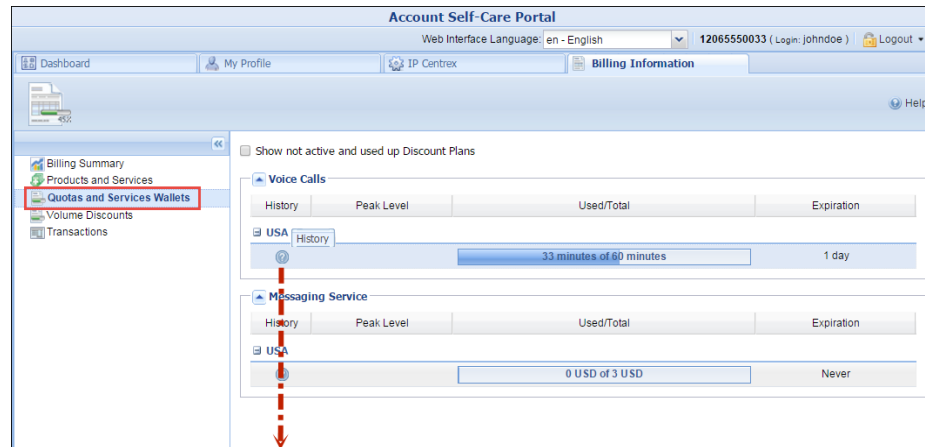 Account Self-Care Portal
Web Interface Language: en - English 12065550033 ( Login: johndoe ) Logout
Dashboard My Profile IP Centrex Billing Information
45%
Help
Billing Summary
Products and Services
Quotas and Services Wallets
Volume Discounts
Transactions
Show not active and used up Discount Plans
Voice Calls
History Peak Level Used/Total Expiration
USA
History
33 minutes of 60 minutes 1 day
Messaging Service
History Peak Level Used/Total Expiration
USA
0 USD of 3 USD Never